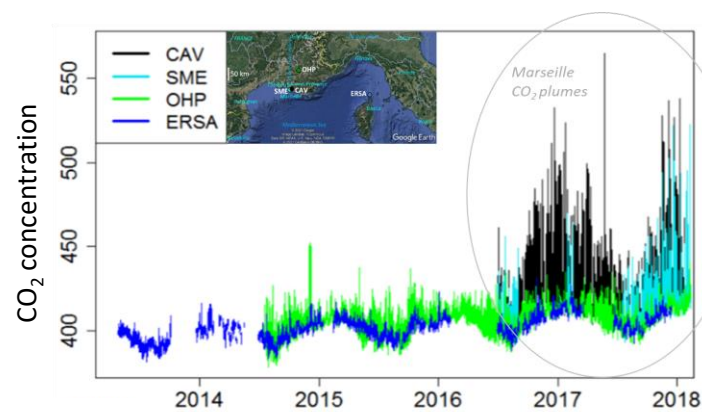 CO₂ concentration
550
500
450
400
CAV
SME
OHP
ERSA
50 km
OHP
SME CAV
ERSA
Google Earth
Marseille
CO₂ plumes
2014
2015
2016
2017
2018